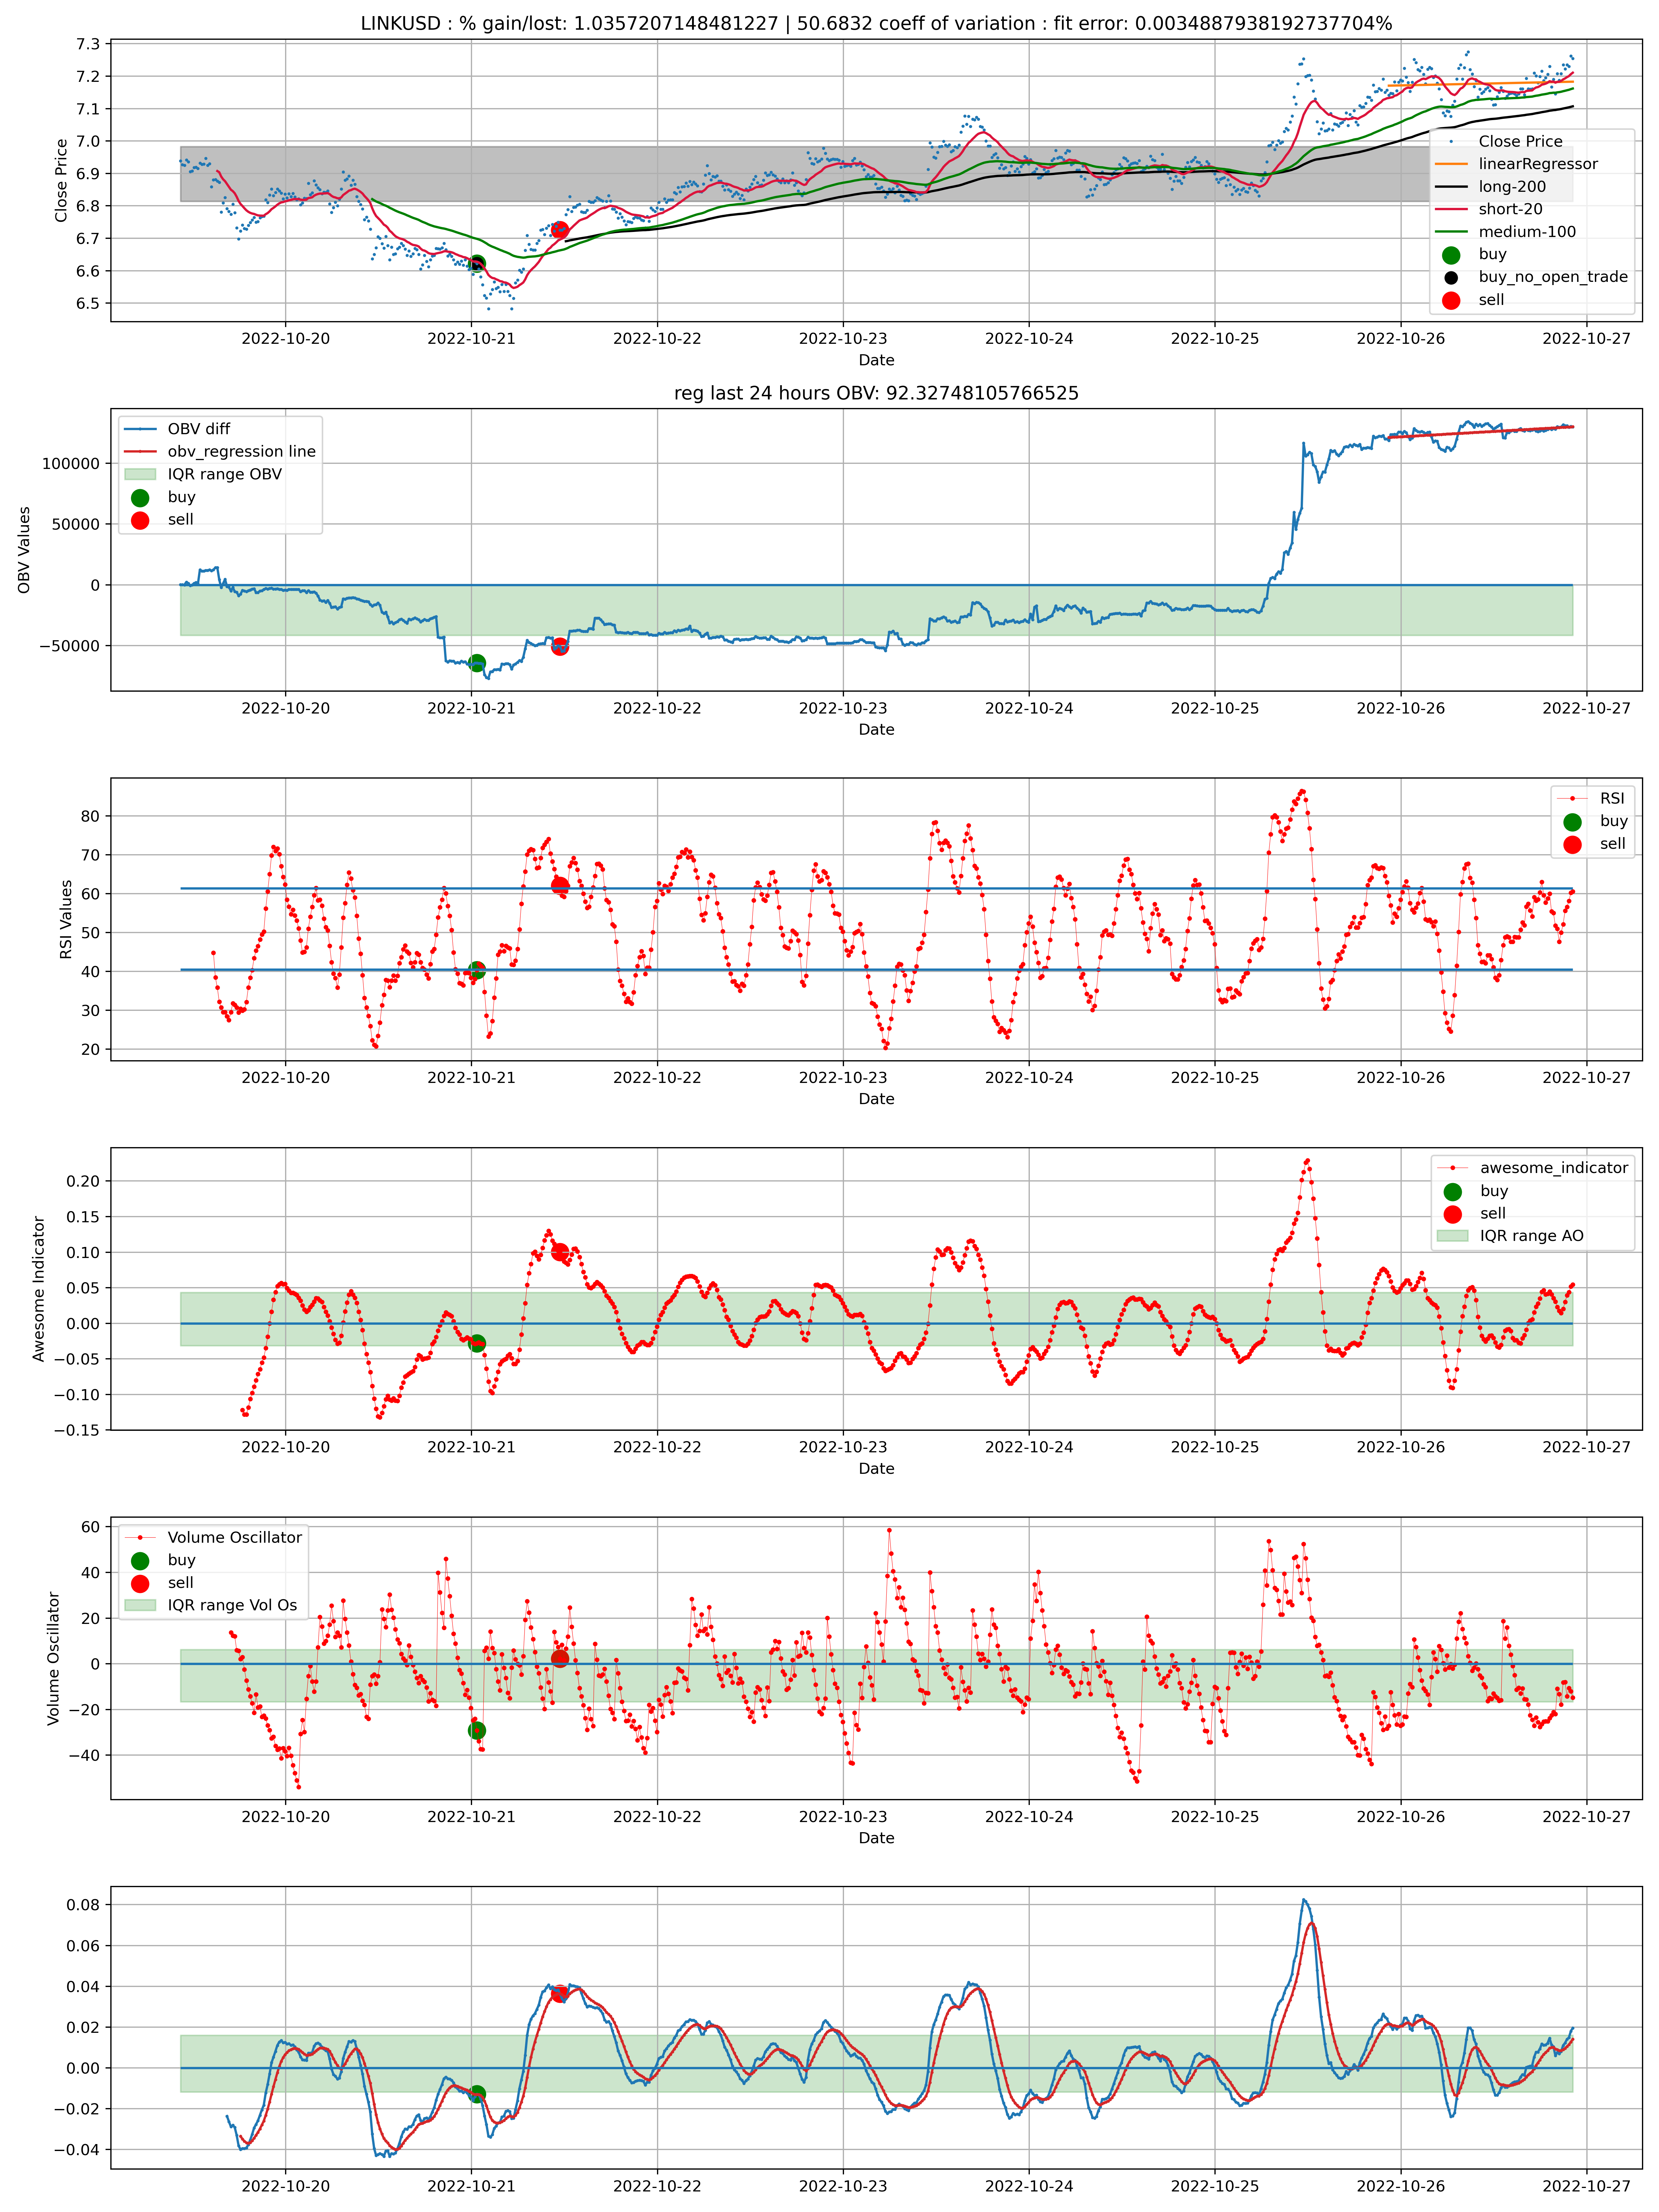 LINKUSD : % gain/lost: 1.0357207148481227 | 50.6832 coeff of variation : fit error: 0.0034887938192737704%
Close Price
7.3
7.2
7.1
7.0
6.9
6.8
6.7
6.6
6.5
Close Price
linearRegressor
long-200
short-20
medium-100
buy
buy_no_open_trade
sell
2022-10-20 2022-10-21 2022-10-22 2022-10-23 2022-10-24 2022-10-25 2022-10-26 2022-10-27
Date
reg last 24 hours OBV: 92.32748105766525
OBV Values
100000
50000
0
−50000
OBV diff
obv_regression line
IQR range OBV
buy
sell
2022-10-20 2022-10-21 2022-10-22 2022-10-23 2022-10-24 2022-10-25 2022-10-26 2022-10-27
Date
RSI Values
80
70
60
50
40
30
20
RSI
buy
sell
2022-10-20 2022-10-21 2022-10-22 2022-10-23 2022-10-24 2022-10-25 2022-10-26 2022-10-27
Date
Awesome Indicator
0.20
0.15
0.10
0.05
0.00
−0.05
−0.10
−0.15
awesome_indicator
buy
sell
IQR range AO
2022-10-20 2022-10-21 2022-10-22 2022-10-23 2022-10-24 2022-10-25 2022-10-26 2022-10-27
Date
Volume Oscillator
60
40
20
0
−20
−40
Volume Oscillator
buy
sell
IQR range Vol Os
2022-10-20 2022-10-21 2022-10-22 2022-10-23 2022-10-24 2022-10-25 2022-10-26 2022-10-27
Date
0.08
0.06
0.04
0.02
0.00
−0.02
−0.04
2022-10-20 2022-10-21 2022-10-22 2022-10-23 2022-10-24 2022-10-25 2022-10-26 2022-10-27